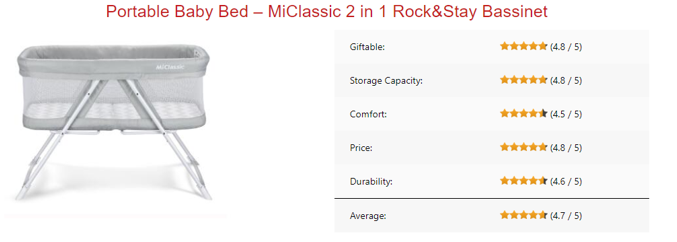 Portable Baby Bed – MiClassic 2 in 1 Rock&Stay Bassinet
MiClassic
Giftable: (4.8 / 5)
Storage Capacity: (4.8 / 5)
Comfort: (4.5 / 5)
Price: (4.8 / 5)
Durability: (4.6 / 5)
Average: (4.7 / 5)